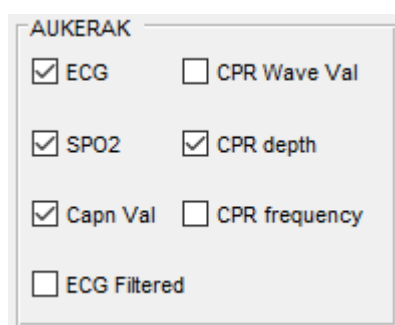 AUKERAK
ECG CPR Wave Val
SPO2 CPR depth
Capn Val CPR frequency
ECG Filtered